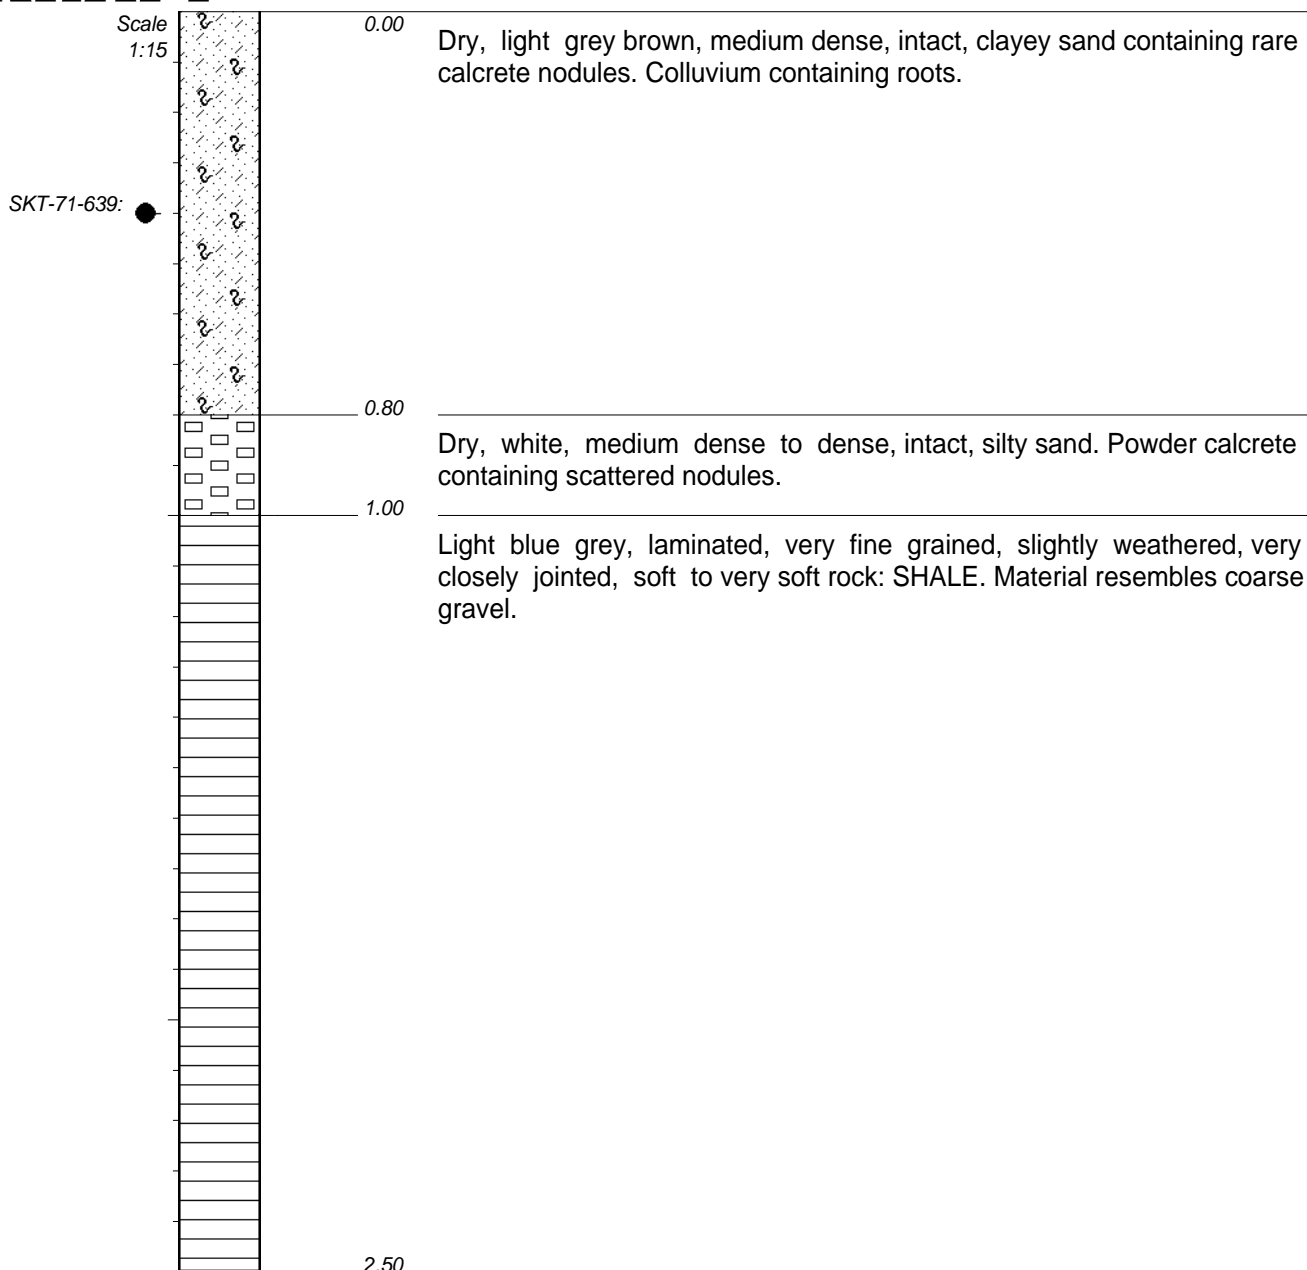 Scale
1:15
0.00
Dry, light grey brown, medium dense, intact, clayey sand containing rare
calcrete nodules. Colluvium containing roots.
SKT-71-639:
0.80
Dry, white, medium dense to dense, intact, silty sand. Powder calcrete
containing scattered nodules.
1.00
Light blue grey, laminated, very fine grained, slightly weathered, very
closely jointed, soft to very soft rock: SHALE. Material resembles coarse
gravel.
2.50